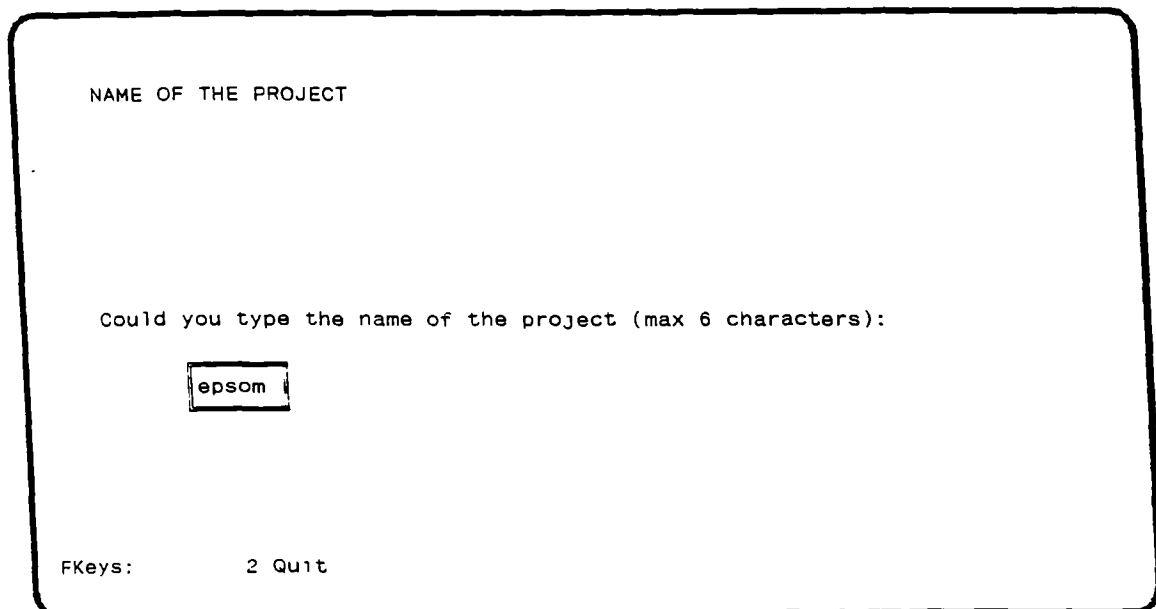 NAME OF THE PROJECT
Could you type the name of the project (max 6 characters):
epsom
FKeys: 2 Quit